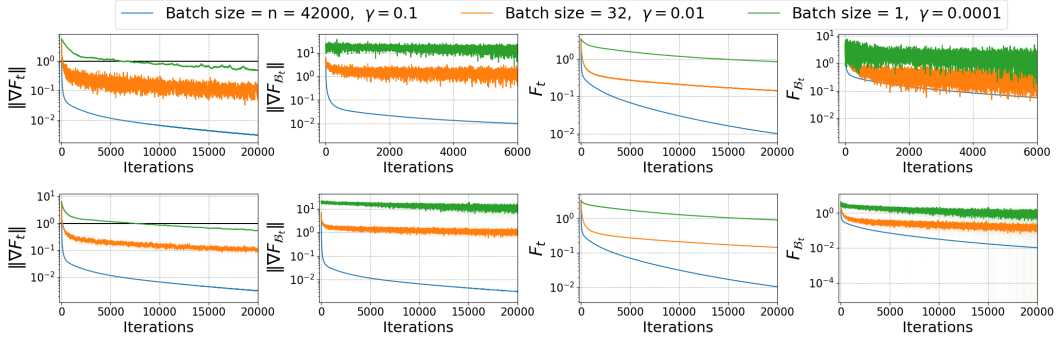 Batch size = n = 42000, γ = 0.1 Batch size = 32, γ = 0.01 Batch size = 1, γ = 0.0001
‖∇F_t‖ 10^0 10^{-1} 10^{-2}
0 5000 10000 15000 20000
Iterations
‖∇F_{𝓑_t}‖ 10^1 10^0 10^{-1} 10^{-2}
0 2000 4000 6000
Iterations
F_t 10^0 10^{-1} 10^{-2}
0 5000 10000 15000 20000
Iterations
F_{𝓑_t} 10^1 10^0 10^{-1} 10^{-2}
0 2000 4000 6000
Iterations
‖∇F_t‖ 10^1 10^0 10^{-1} 10^{-2}
0 5000 10000 15000 20000
Iterations
‖∇F_{𝓑_t}‖ 10^1 10^0 10^{-1} 10^{-2}
0 5000 10000 15000 20000
Iterations
F_t 10^0 10^{-1} 10^{-2}
0 5000 10000 15000 20000
Iterations
F_{𝓑_t} 10^0 10^{-2} 10^{-4}
0 5000 10000 15000 20000
Iterations